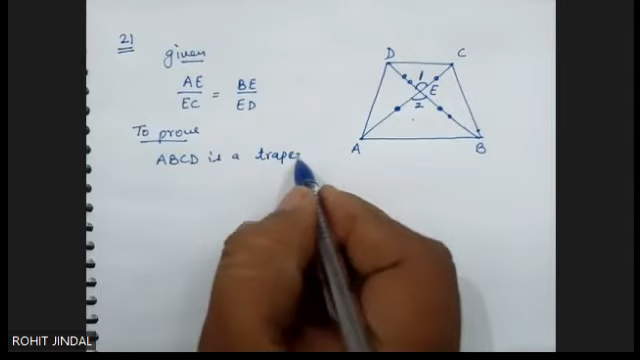 21
given
AE/EC = BE/ED
To prove
ABCD is a trape
D C
1
E
2
A B
ROHIT JINDAL